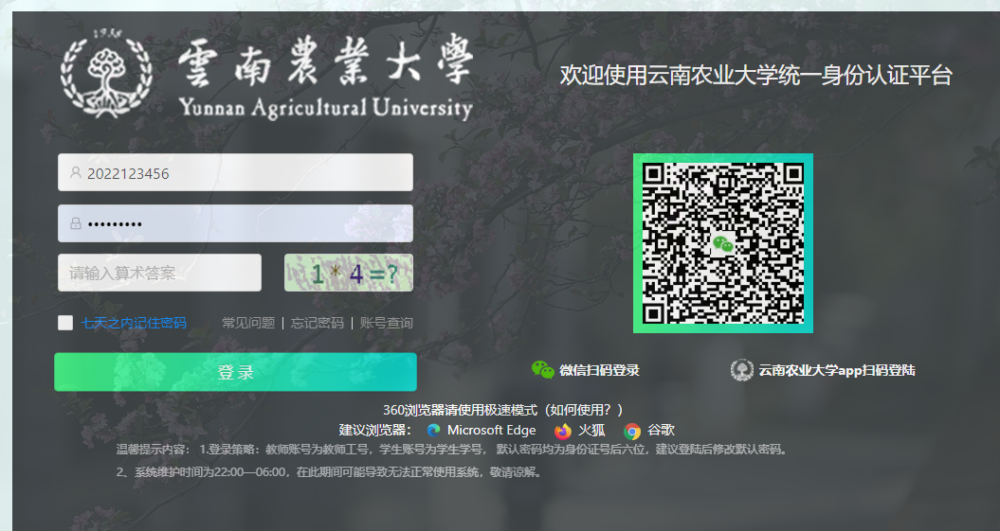 1938
雲南農業大學
Yunnan Agricultural University
欢迎使用云南农业大学统一身份认证平台
2022123456
•••••••••
请输入算术答案
1*4=?
七天之内记住密码 常见问题 | 忘记密码 | 账号查询
登录
微信扫码登录 云南农业大学app扫码登陆
360浏览器请使用极速模式（如何使用？）
建议浏览器： Microsoft Edge 火狐 谷歌
温馨提示内容： 1.登录策略：教师账号为教师工号，学生账号为学生学号， 默认密码均为身份证号后六位，建议登陆后修改默认密码。
2、系统维护时间为22:00—06:00，在此期间可能导致无法正常使用系统，敬请谅解。